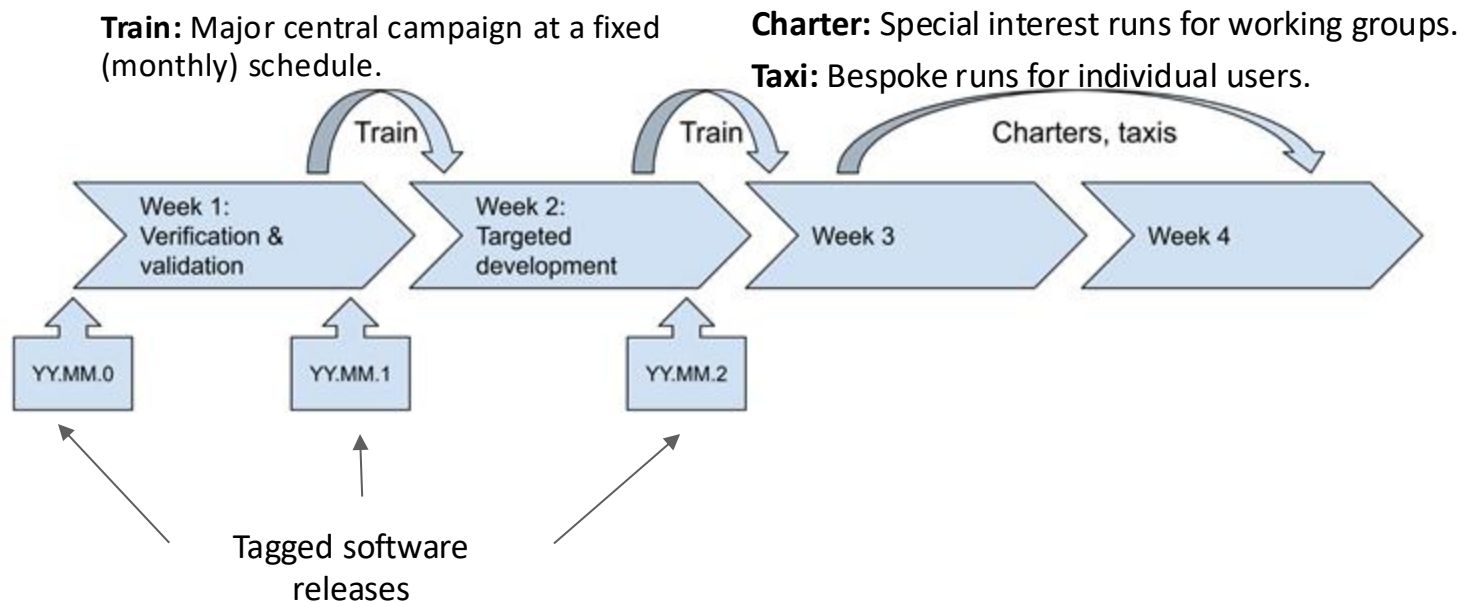 Train: Major central campaign at a fixed
(monthly) schedule.
Charter: Special interest runs for working groups.
Taxi: Bespoke runs for individual users.
Train
Train
Charters, taxis
Week 1:
Verification &
validation
Week 2:
Targeted
development
Week 3
Week 4
YY.MM.0
YY.MM.1
YY.MM.2
Tagged software
releases